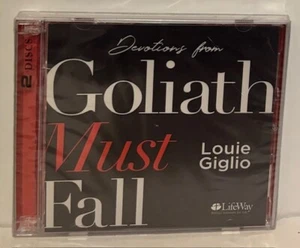 Devotions from
Goliath
Must
Fall
Louie
Giglio
LifeWay
2 DISCS